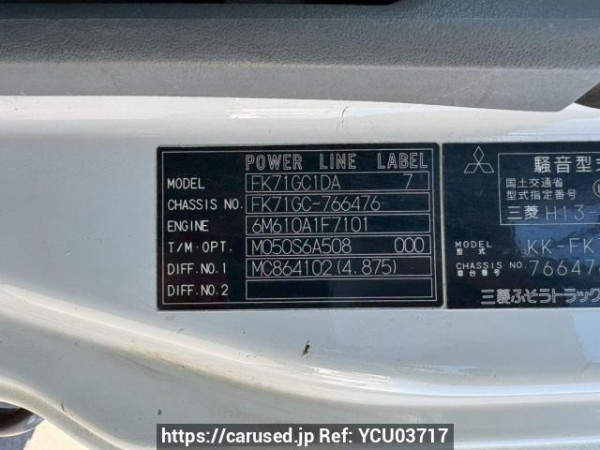 POWER LINE LABEL
MODEL FK71GC1DA 7
CHASSIS NO. FK71GC-766476
ENGINE 6M610A1F7101
T/M・OPT. M050S6A508 000
DIFF.NO.1 MC864102(4.875)
DIFF.NO.2
騒音型式
国土交通省
型式指定番号
三菱 H13-
MODEL 型式 KK-FK7
CHASSIS NO 車台番号 766476
三菱ふそうトラック
https://carused.jp Ref: YCU03717